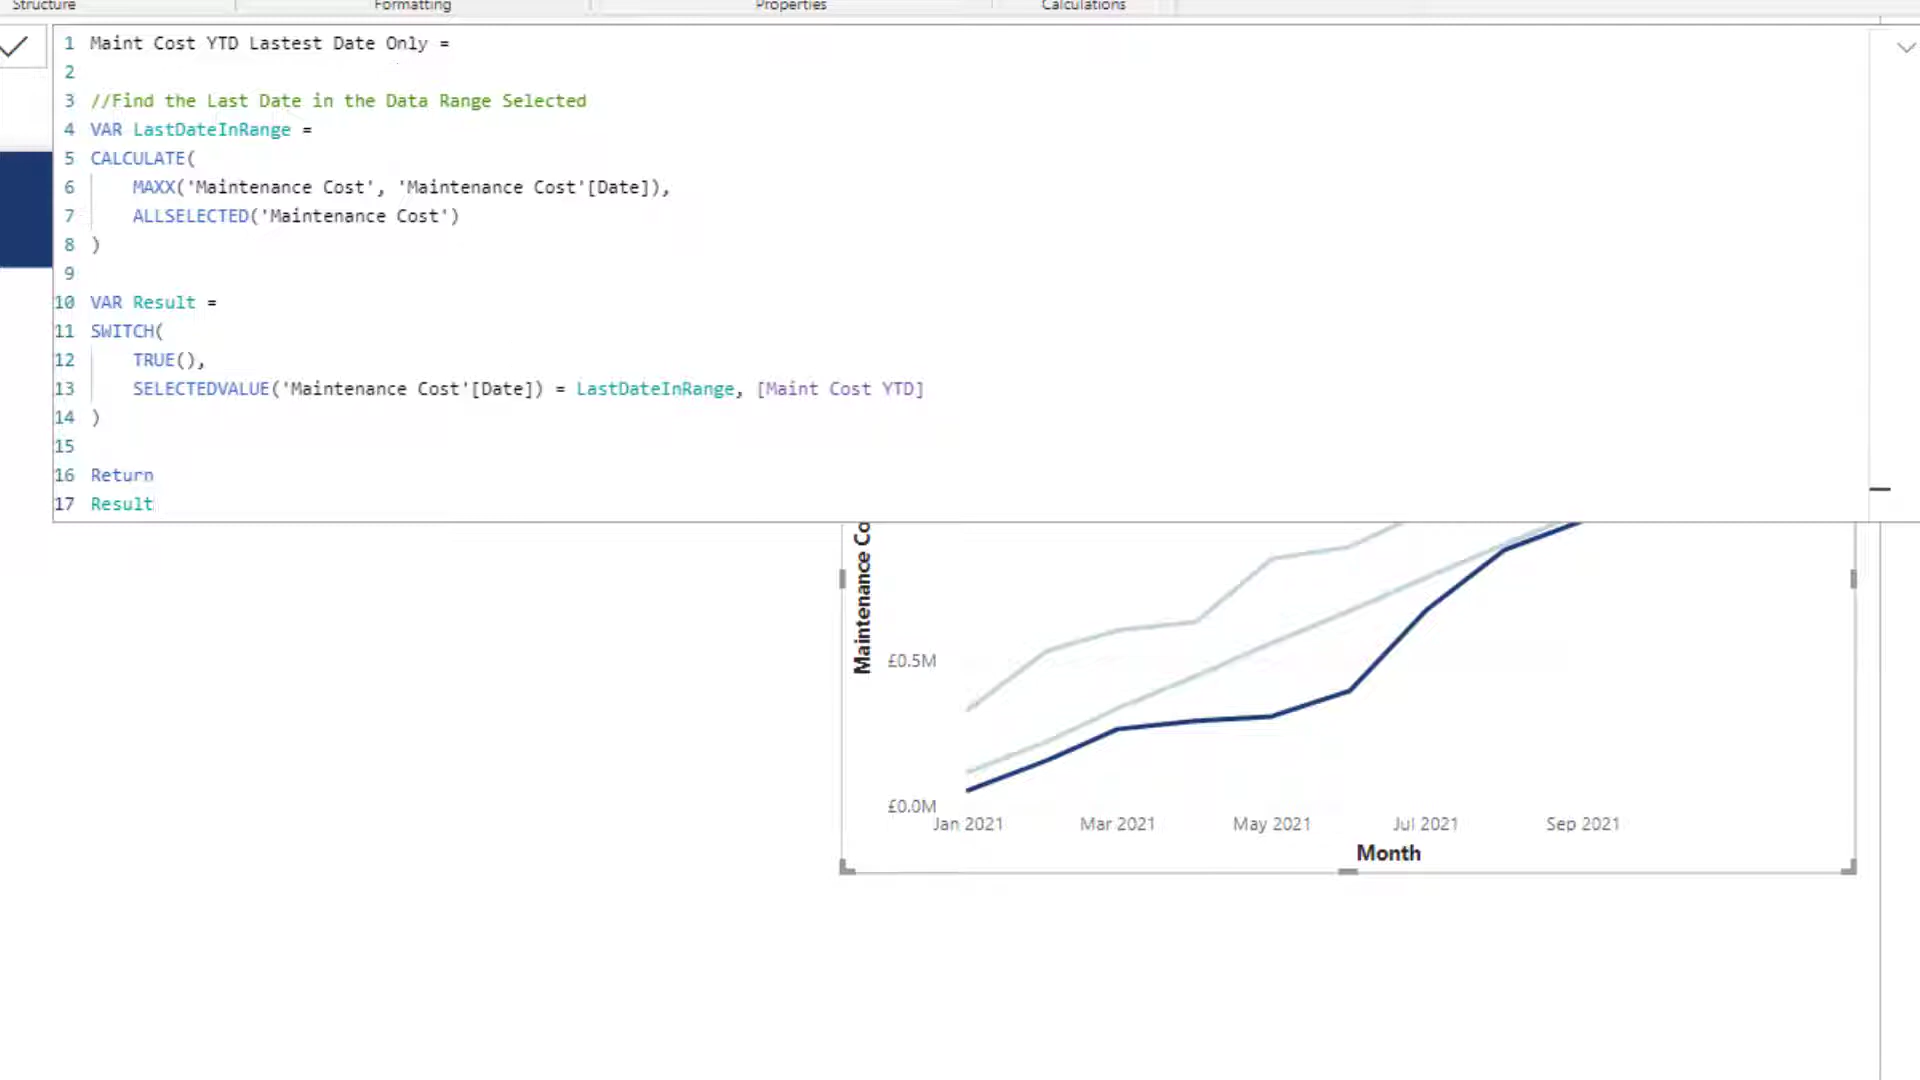 Structure Formatting Properties Calculations
1 Maint Cost YTD Lastest Date Only =
2
3 //Find the Last Date in the Data Range Selected
4 VAR LastDateInRange =
5 CALCULATE(
6 MAXX('Maintenance Cost', 'Maintenance Cost'[Date]),
7 ALLSELECTED('Maintenance Cost')
8 )
9
10 VAR Result =
11 SWITCH(
12 TRUE(),
13 SELECTEDVALUE('Maintenance Cost'[Date]) = LastDateInRange, [Maint Cost YTD]
14 )
15
16 Return
17 Result
Maintenance Co
£0.5M
£0.0M
Jan 2021 Mar 2021 May 2021 Jul 2021 Sep 2021
Month